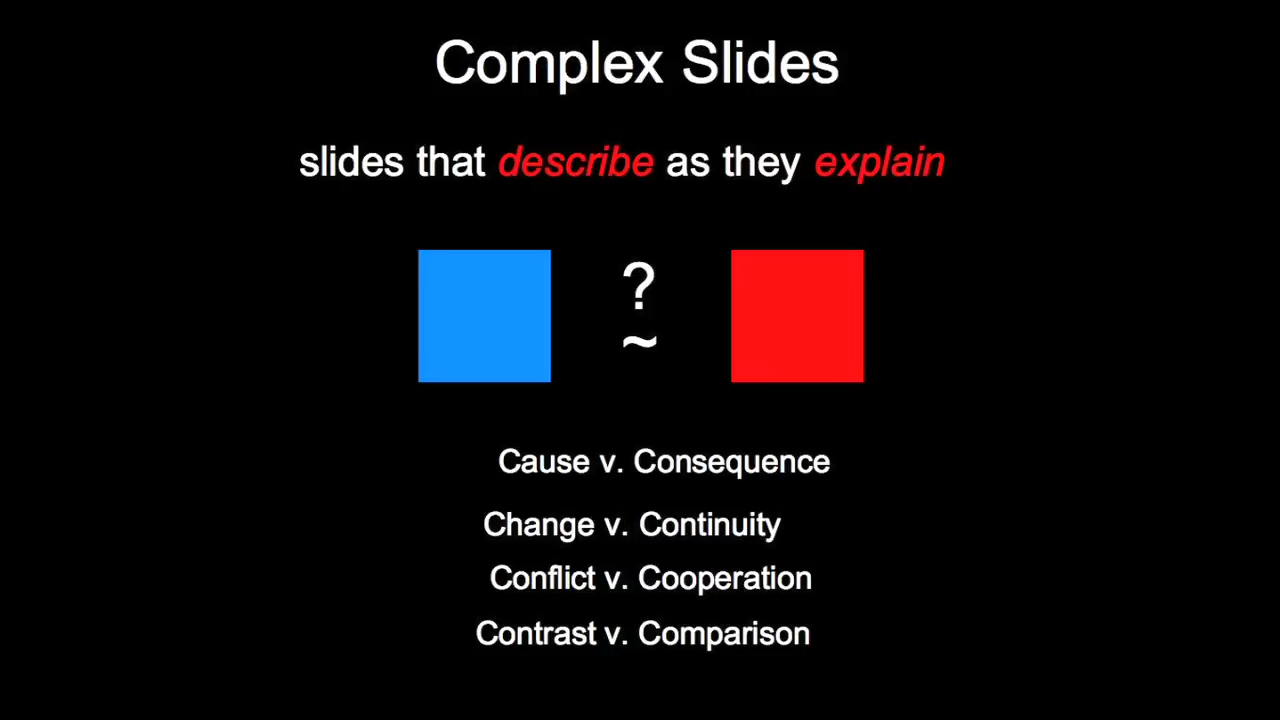 Complex Slides
slides that describe as they explain
?
~
Cause v. Consequence
Change v. Continuity
Conflict v. Cooperation
Contrast v. Comparison